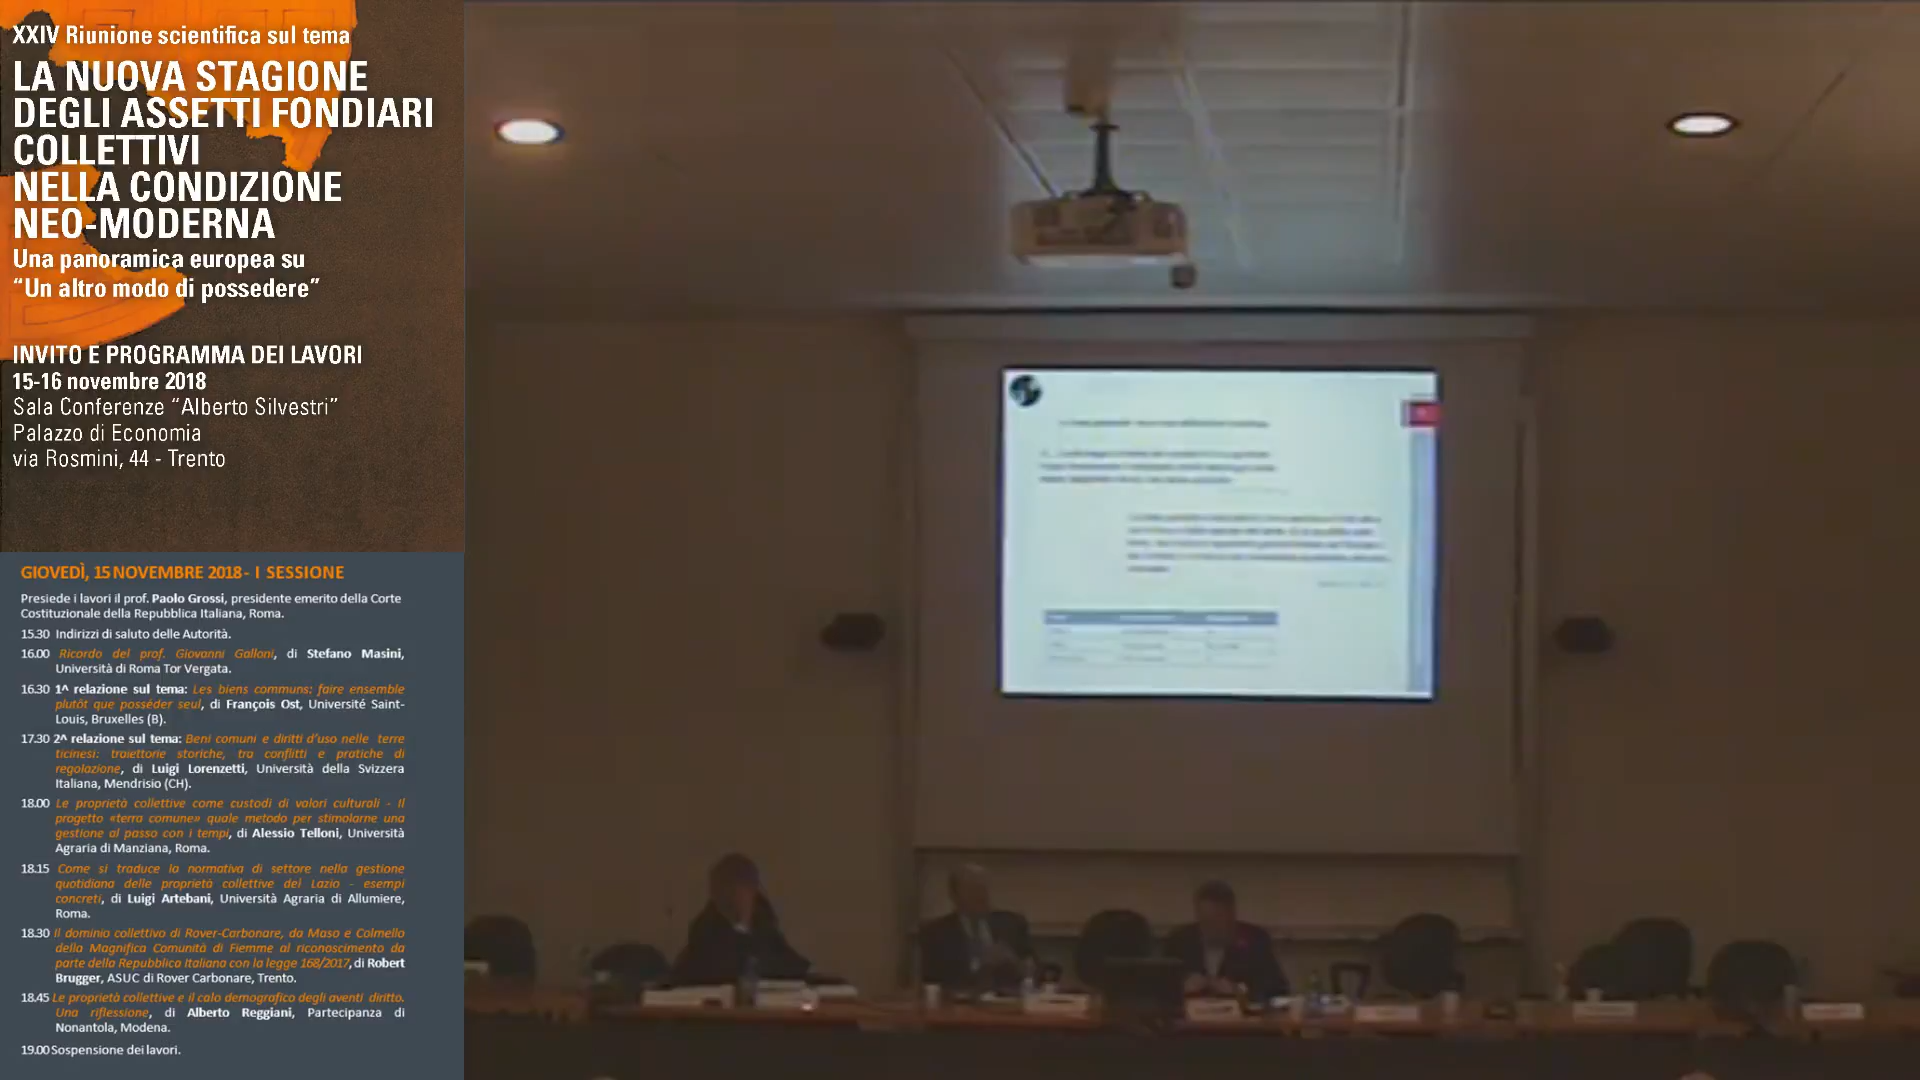 XXIV Riunione scientifica sul tema
LA NUOVA STAGIONE
DEGLI ASSETTI FONDIARI
COLLETTIVI
NELLA CONDIZIONE
NEO-MODERNA
Una panoramica europea su
“Un altro modo di possedere”
INVITO E PROGRAMMA DEI LAVORI
15-16 novembre 2018
Sala Conferenze “Alberto Silvestri”
Palazzo di Economia
via Rosmini, 44 - Trento
GIOVEDÌ, 15 NOVEMBRE 2018 - I SESSIONE
Presiede i lavori il prof. Paolo Grossi, presidente emerito della Corte
Costituzionale della Repubblica Italiana, Roma.
15.30 Indirizzi di saluto delle Autorità.
16.00 Ricordo del prof. Giovanni Galloni, di Stefano Masini,
Università di Roma Tor Vergata.
16.30 1^ relazione sul tema: Les biens communs: faire ensemble
plutôt que posséder seul, di François Ost, Université Saint-
Louis, Bruxelles (B).
17.30 2^ relazione sul tema: Beni comuni e diritti d’uso nelle terre
ticinesi: traiettorie storiche, tra conflitti e pratiche di
regolazione, di Luigi Lorenzetti, Università della Svizzera
Italiana, Mendrisio (CH).
18.00 Le proprietà collettive come custodi di valori culturali - Il
progetto «terra comune» quale metodo per stimolarne una
gestione al passo con i tempi, di Alessio Telloni, Università
Agraria di Manziana, Roma.
18.15 Come si traduce la normativa di settore nella gestione
quotidiana delle proprietà collettive del Lazio - esempi
concreti, di Luigi Artebani, Università Agraria di Allumiere,
Roma.
18.30 Il dominio collettivo di Rover-Carbonare, da Maso e Colmello
della Magnifica Comunità di Fiemme al riconoscimento da
parte della Repubblica Italiana con la legge 168/2017, di Robert
Brugger, ASUC di Rover Carbonare, Trento.
18.45 Le proprietà collettive e il calo demografico degli aventi diritto.
Una riflessione, di Alberto Reggiani, Partecipanza di
Nonantola, Modena.
19.00 Sospensione dei lavori.